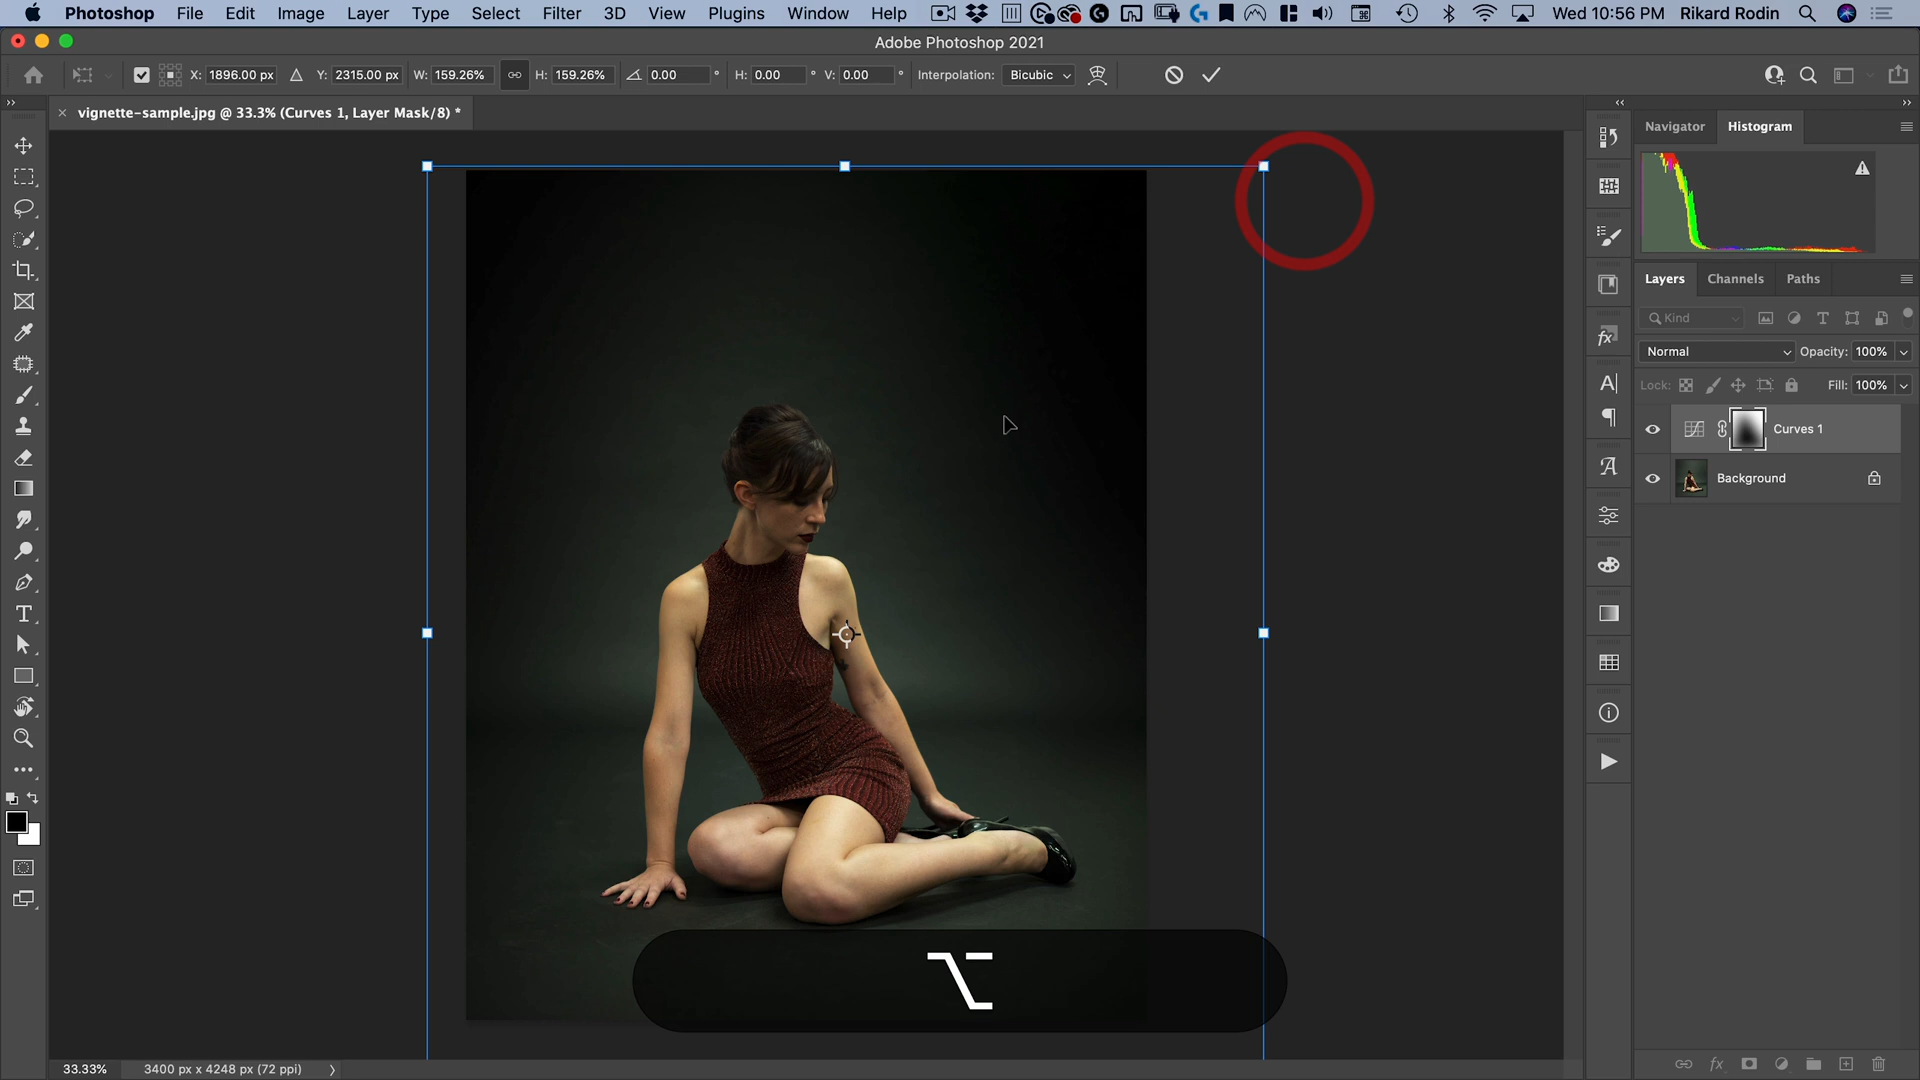 Photoshop File Edit Image Layer Type Select Filter 3D View Plugins Window Help Wed 10:56 PM Rikard Rodin
Adobe Photoshop 2021
X: 1896.00 px Y: 2315.00 px W: 159.26% H: 159.26% 0.00 ° H: 0.00 V: 0.00 ° Interpolation: Bicubic
vignette-sample.jpg @ 33.3% (Curves 1, Layer Mask/8) *
Navigator Histogram
Layers Channels Paths
Kind
Normal Opacity: 100%
Lock: Fill: 100%
Curves 1
Background
33.33% 3400 px x 4248 px (72 ppi)